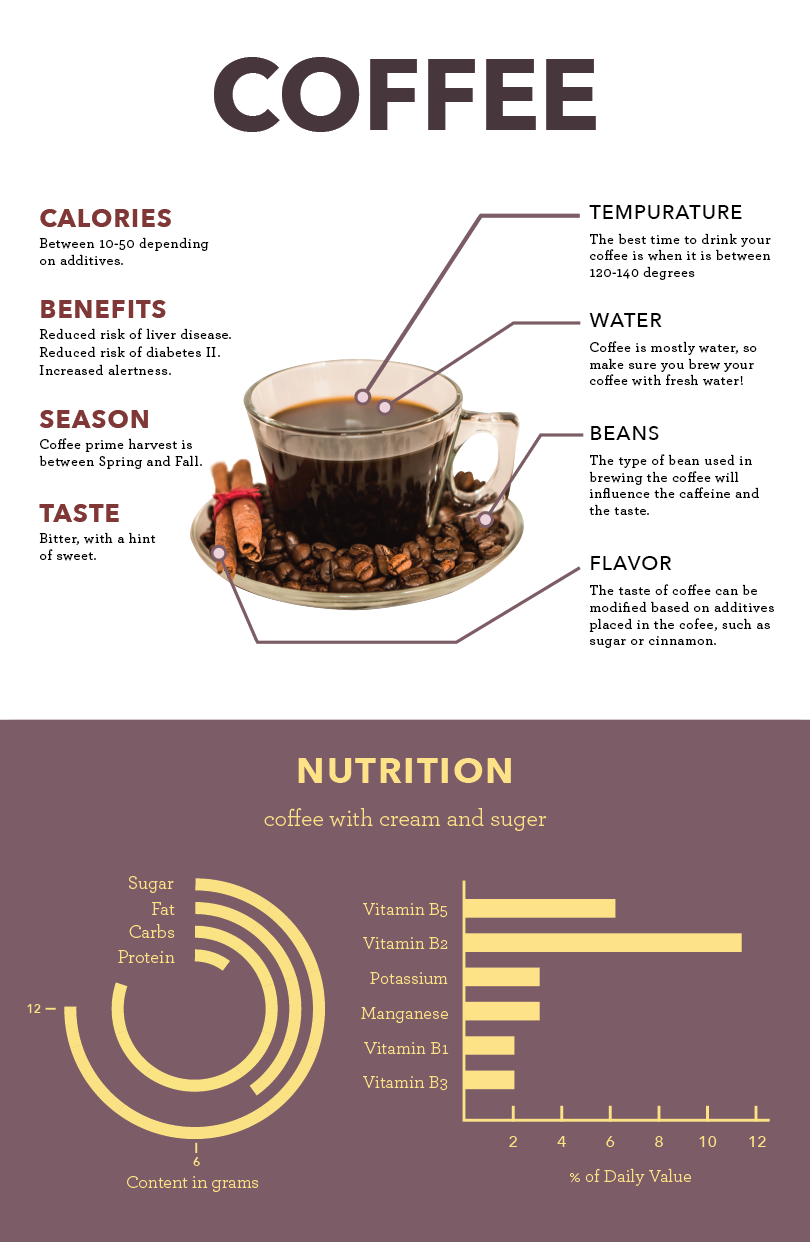 COFFEE
CALORIES
Between 10-50 depending
on additives.
BENEFITS
Reduced risk of liver disease.
Reduced risk of diabetes II.
Increased alertness.
SEASON
Coffee prime harvest is
between Spring and Fall.
TASTE
Bitter, with a hint
of sweet.
TEMPURATURE
The best time to drink your
coffee is when it is between
120-140 degrees
WATER
Coffee is mostly water, so
make sure you brew your
coffee with fresh water!
BEANS
The type of bean used in
brewing the coffee will
influence the caffeine and
the taste.
FLAVOR
The taste of coffee can be
modified based on additives
placed in the cofee, such as
sugar or cinnamon.
NUTRITION
coffee with cream and suger
Sugar
Fat
Carbs
Protein
12
6
Content in grams
Vitamin B5
Vitamin B2
Potassium
Manganese
Vitamin B1
Vitamin B3
2 4 6 8 10 12
% of Daily Value